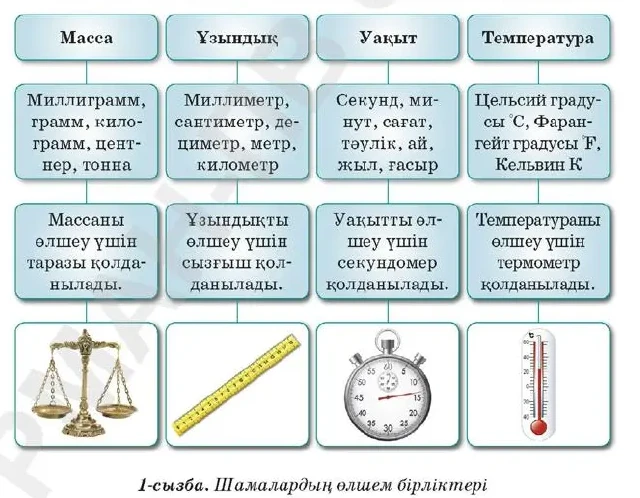 Масса
Ұзындық
Уақыт
Температура
Миллиграмм,
грамм, кило-
грамм, цент-
нер, тонна
Миллиметр,
сантиметр, де-
циметр, метр,
километр
Секунд, ми-
нут, сағат,
тәулік, ай,
жыл, ғасыр
Цельсий граду-
сы °С, Фарен-
гейт градусы °F,
Кельвин К
Массаны
өлшеу үшін
таразы қолда-
нылады.
Ұзындықты
өлшеу үшін
сызғыш қол-
данылады.
Уақытты өл-
шеу үшін
секундомер
қолданылады.
Температураны
өлшеу үшін
термометр
қолданылады.
1-сызба. Шамалардың өлшем бірліктері